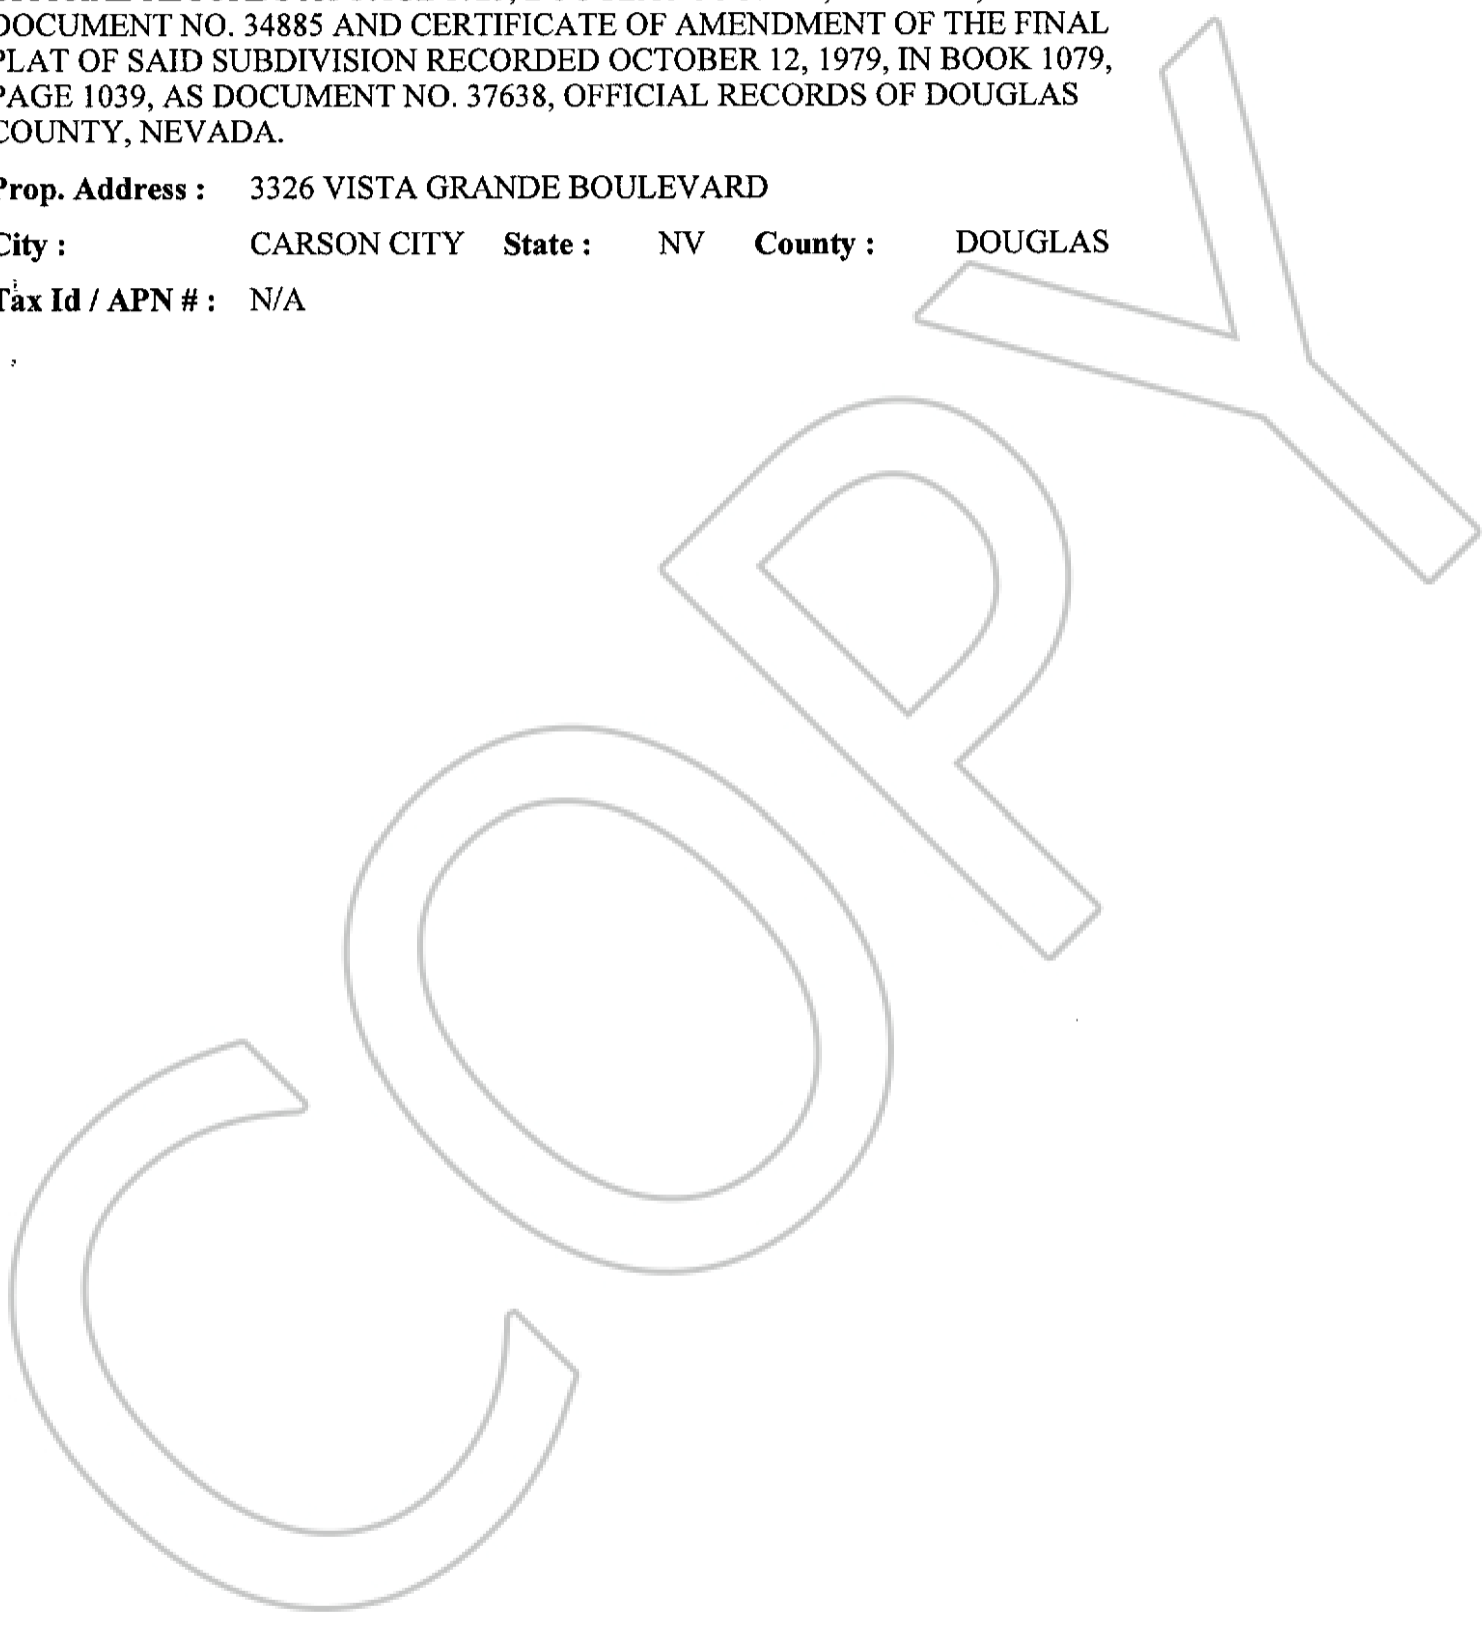 DOCUMENT NO. 34885 AND CERTIFICATE OF AMENDMENT OF THE FINAL
PLAT OF SAID SUBDIVISION RECORDED OCTOBER 12, 1979, IN BOOK 1079,
PAGE 1039, AS DOCUMENT NO. 37638, OFFICIAL RECORDS OF DOUGLAS
COUNTY, NEVADA.
Prop. Address : 3326 VISTA GRANDE BOULEVARD
City : CARSON CITY State : NV County : DOUGLAS
Tax Id / APN # : N/A
COPY